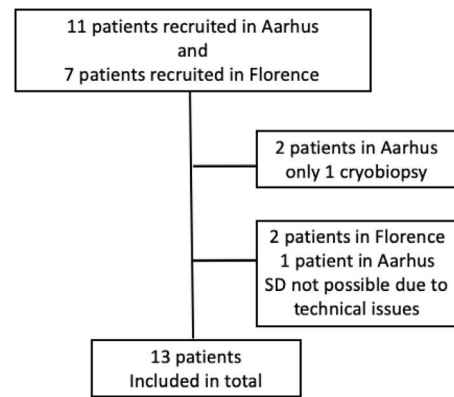 11 patients recruited in Aarhus
and
7 patients recruited in Florence
2 patients in Aarhus
only 1 cryobiopsy
2 patients in Florence
1 patient in Aarhus
SD not possible due to
technical issues
13 patients
Included in total